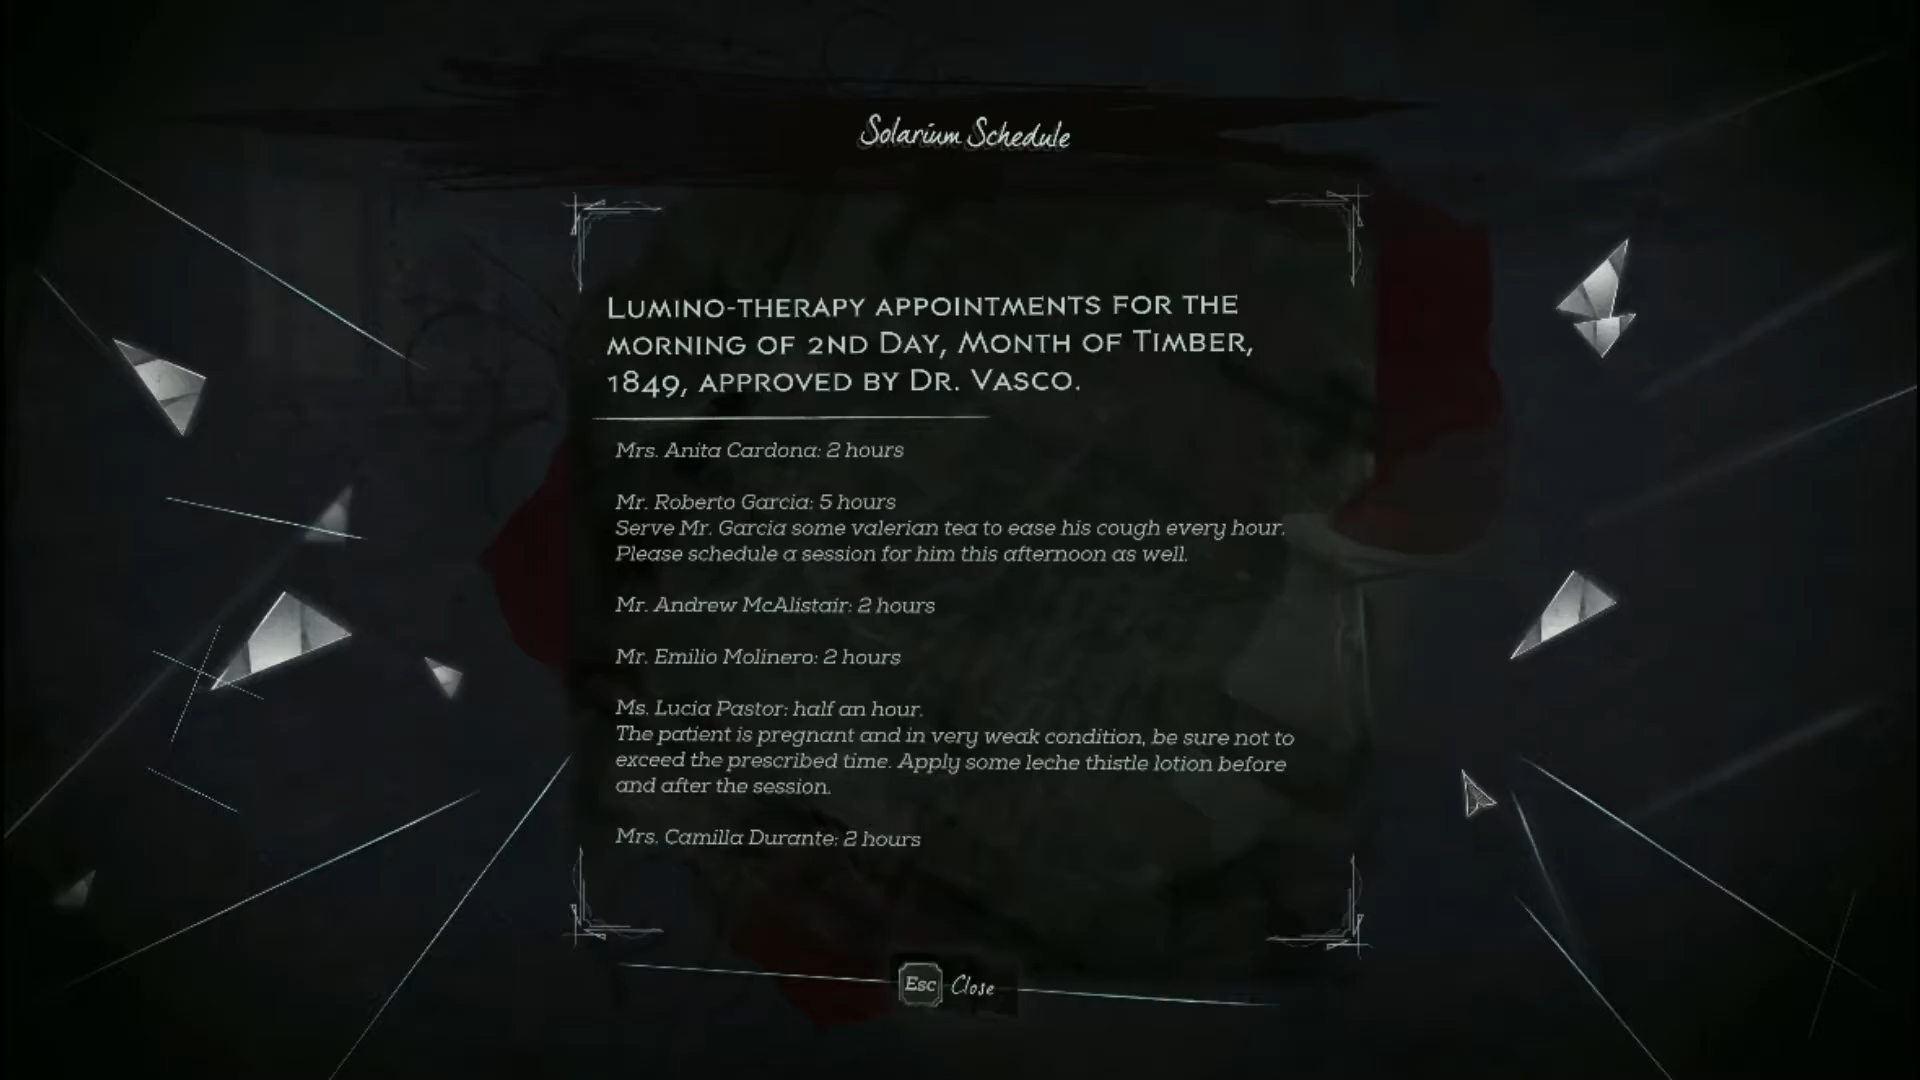 Solarium Schedule
Lumino-therapy appointments for the
morning of 2nd Day, Month of Timber,
1849, approved by Dr. Vasco.
Mrs. Anita Cardona: 2 hours
Mr. Roberto Garcia: 5 hours
Serve Mr. Garcia some valerian tea to ease his cough every hour.
Please schedule a session for him this afternoon as well.
Mr. Andrew McAlistair: 2 hours
Mr. Emilio Molinero: 2 hours
Ms. Lucia Pastor: half an hour.
The patient is pregnant and in very weak condition, be sure not to
exceed the prescribed time. Apply some leche thistle lotion before
and after the session.
Mrs. Camilla Durante: 2 hours
Esc Close